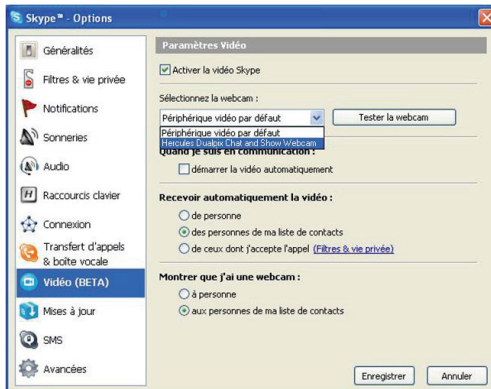 Skype™ - Options
Généralités
Filtres & vie privée
Notifications
Sonneries
Audio
Raccourcis clavier
Connexion
Transfert d'appels
& boîte vocale
Vidéo (BETA)
Mises à jour
SMS
Avancées
Paramètres Vidéo
Activer la vidéo Skype
Sélectionnez la webcam :
Périphérique vidéo par défaut
Tester la webcam
Périphérique vidéo par défaut
Hercules Dualpix Chat and Show Webcam
Quand je suis en communication :
démarrer la vidéo automatiquement
Recevoir automatiquement la vidéo :
de personne
des personnes de ma liste de contacts
de ceux dont j'accepte l'appel (Filtres & vie privée)
Montrer que j'ai une webcam :
à personne
aux personnes de ma liste de contacts
Enregistrer
Annuler